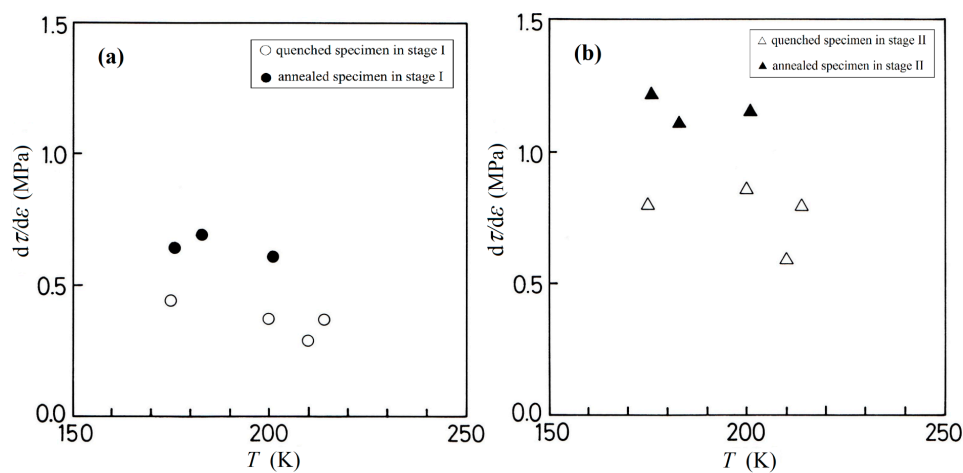 1.5
(a)
quenched specimen in stage I
annealed specimen in stage I
1.0
0.5
0.0
dτ/dε (MPa)
150
200
250
T (K)
1.5
(b)
quenched specimen in stage II
annealed specimen in stage II
1.0
0.5
0.0
dτ/dε (MPa)
150
200
250
T (K)